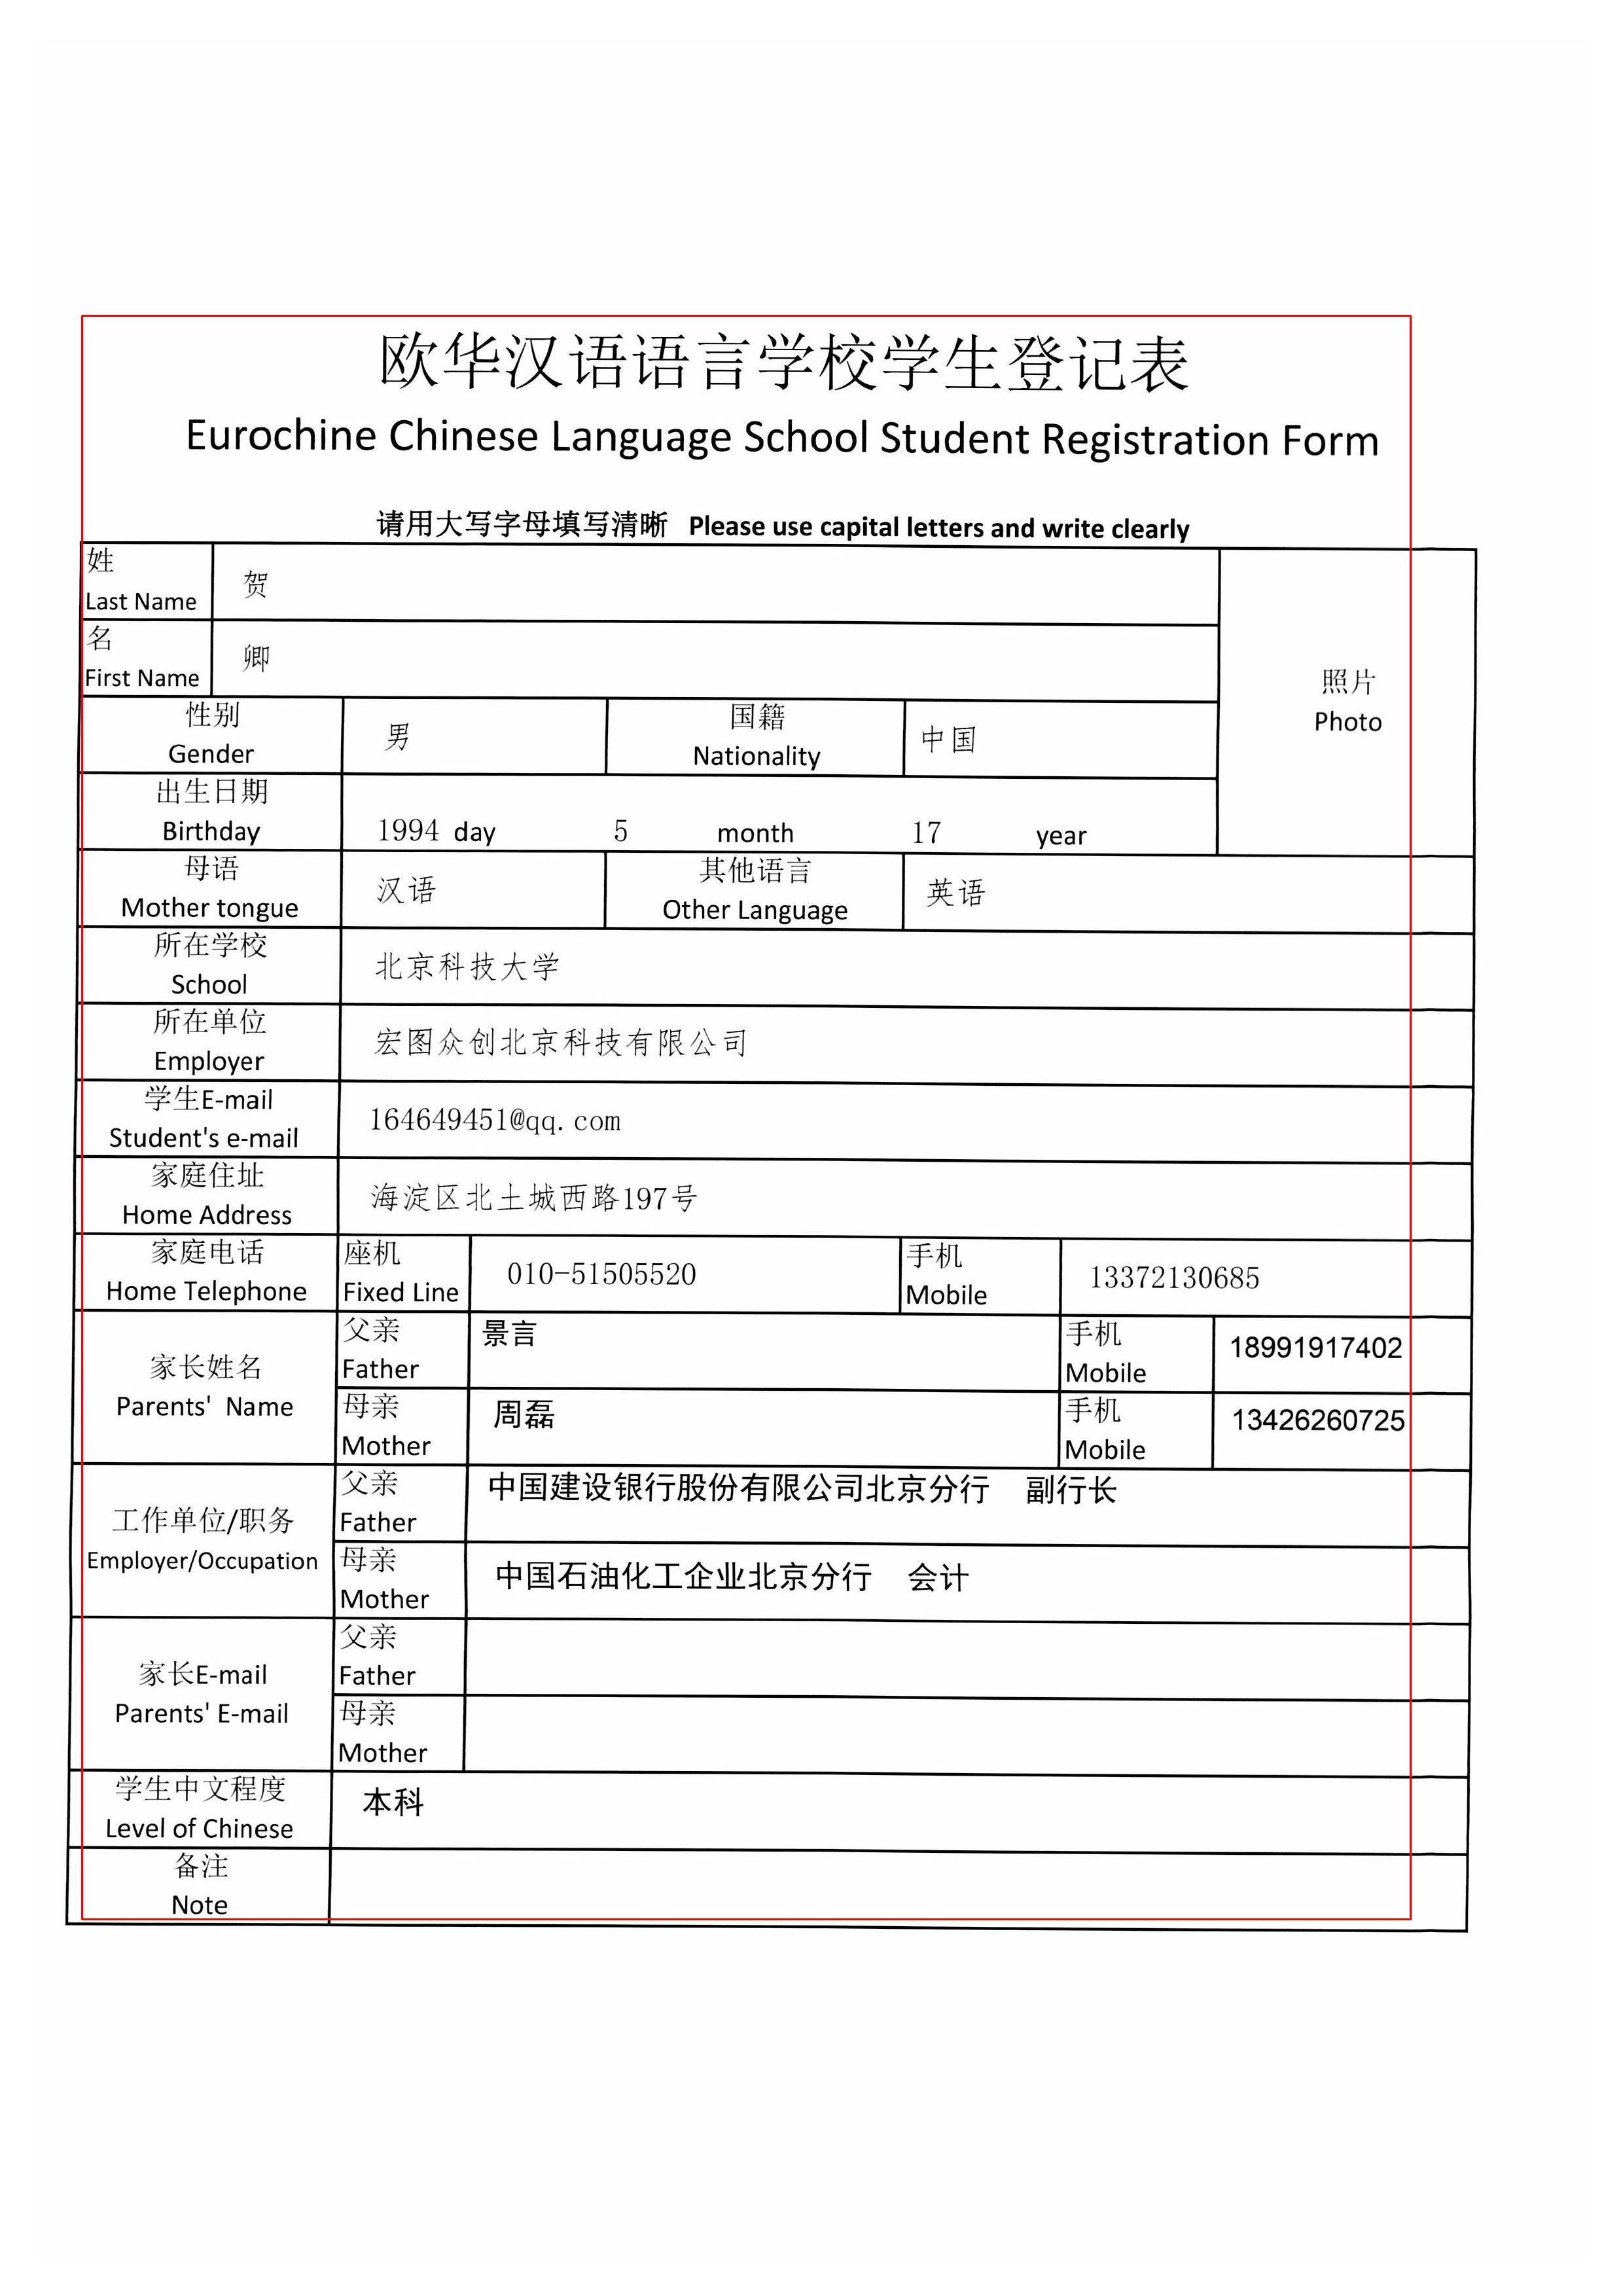 欧华汉语语言学校学生登记表
Eurochine Chinese Language School Student Registration Form
请用大写字母填写清晰 Please use capital letters and write clearly
姓
Last Name
贺
名
First Name
卿
照片
Photo
性别
Gender
男
国籍
Nationality
中国
出生日期
Birthday
1994 day 5 month 17 year
母语
Mother tongue
汉语
其他语言
Other Language
英语
所在学校
School
北京科技大学
所在单位
Employer
宏图众创北京科技有限公司
学生E-mail
Student's e-mail
164649451@qq.com
家庭住址
Home Address
海淀区北土城西路197号
家庭电话
Home Telephone
座机
Fixed Line
010-51505520
手机
Mobile
13372130685
家长姓名
Parents' Name
父亲
Father
景言
手机
Mobile
18991917402
母亲
Mother
周磊
手机
Mobile
13426260725
工作单位/职务
Employer/Occupation
父亲
Father
中国建设银行股份有限公司北京分行 副行长
母亲
Mother
中国石油化工企业北京分行 会计
家长E-mail
Parents' E-mail
父亲
Father
母亲
Mother
学生中文程度
Level of Chinese
本科
备注
Note